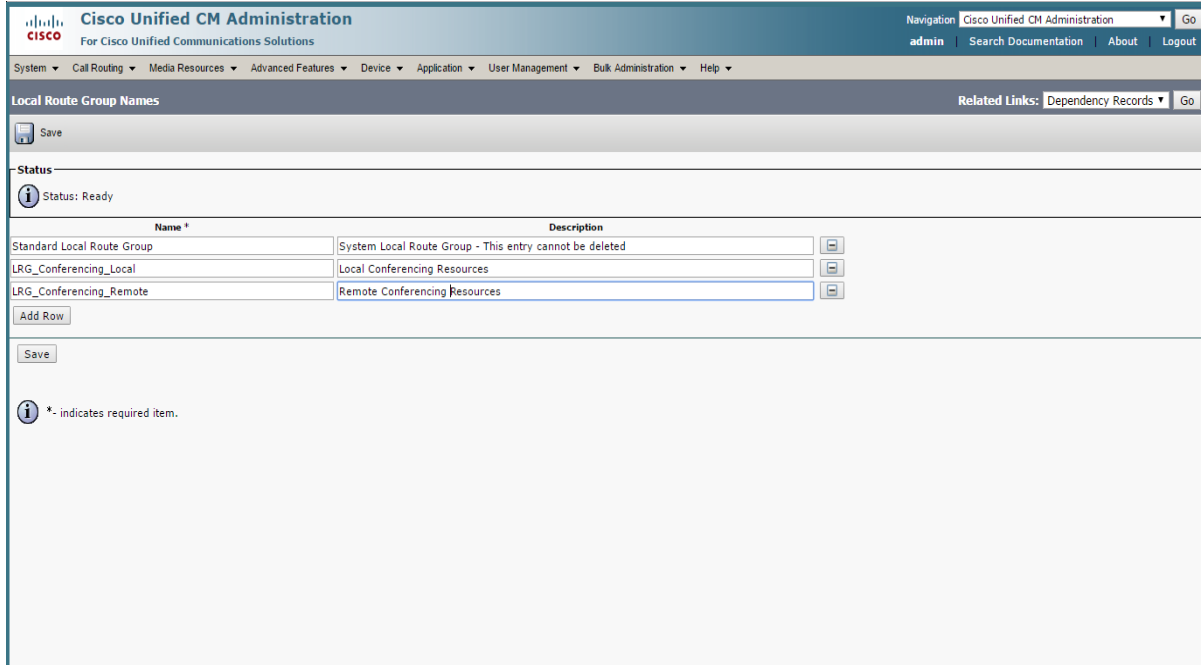 Cisco Unified CM Administration
CISCO For Cisco Unified Communications Solutions
Navigation Cisco Unified CM Administration Go
admin | Search Documentation | About | Logout
System Call Routing Media Resources Advanced Features Device Application User Management Bulk Administration Help
Local Route Group Names
Related Links: Dependency Records Go
Save
Status
i Status: Ready
Name * Description
Standard Local Route Group System Local Route Group - This entry cannot be deleted
LRG_Conferencing_Local Local Conferencing Resources
LRG_Conferencing_Remote Remote Conferencing Resources
Add Row
Save
i *- indicates required item.